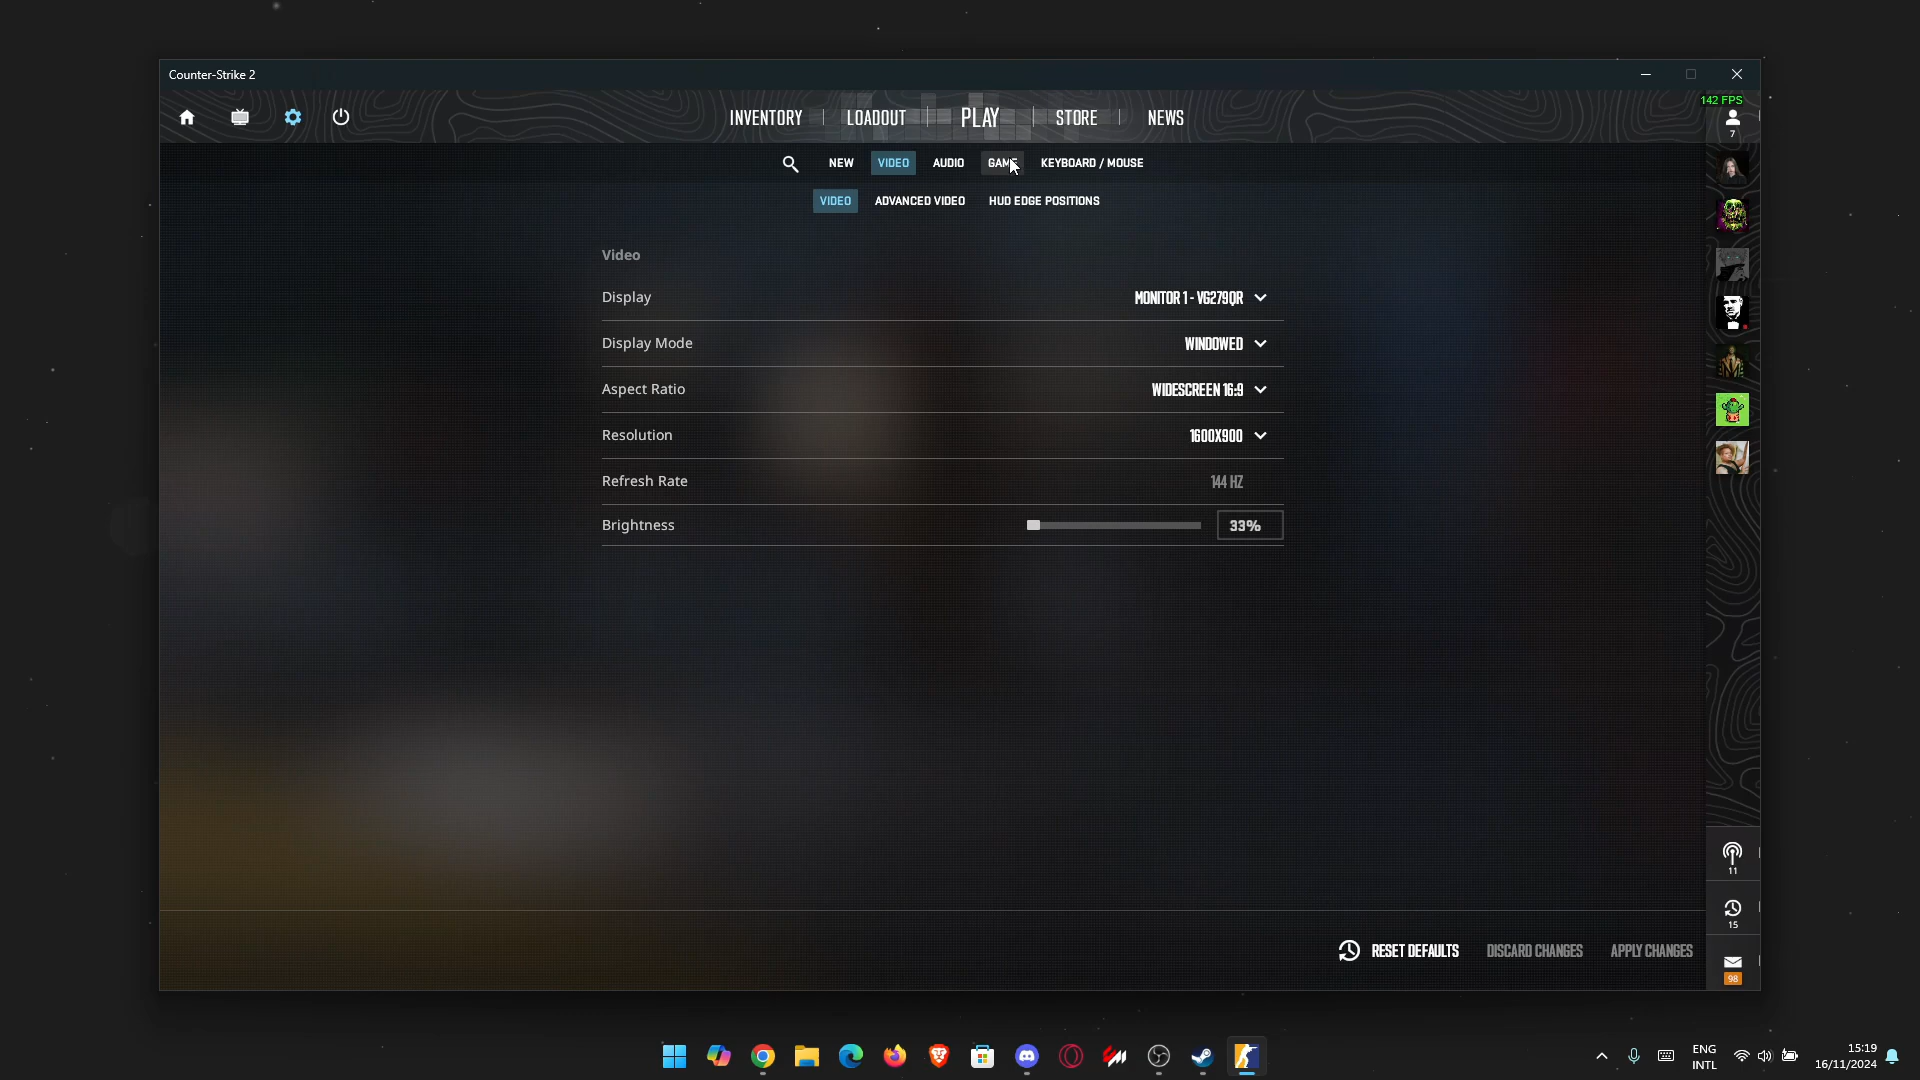 Counter-Strike 2
142 FPS
INVENTORY LOADOUT PLAY STORE NEWS
7
NEW VIDEO AUDIO GAME KEYBOARD / MOUSE
VIDEO ADVANCED VIDEO HUD EDGE POSITIONS
Video
Display MONITOR 1 - VG279QR
Display Mode WINDOWED
Aspect Ratio WIDESCREEN 16:9
Resolution 1600X900
Refresh Rate 144 HZ
Brightness 33%
11
15
RESET DEFAULTS DISCARD CHANGES APPLY CHANGES
98
ENG
INTL
15:19
16/11/2024